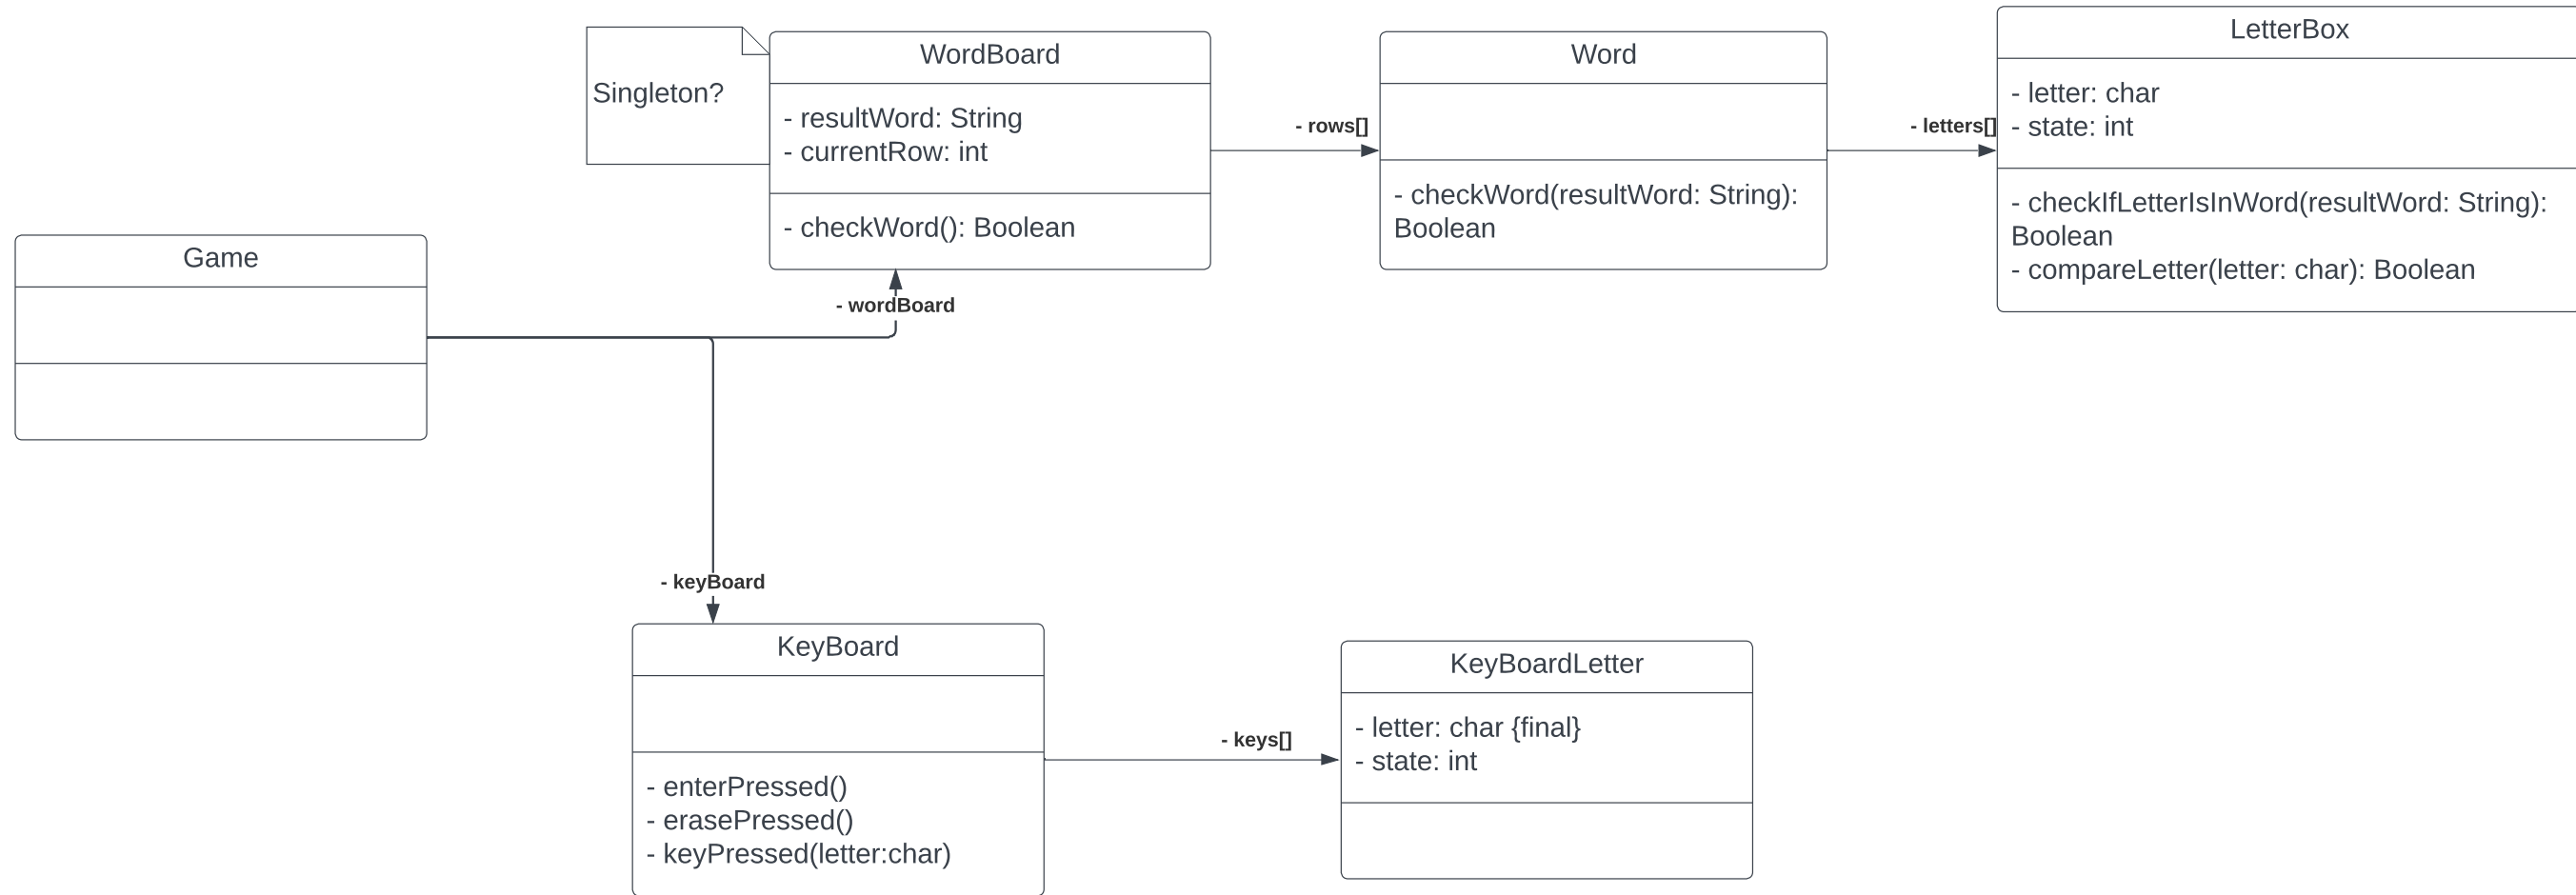 Singleton?
WordBoard
- resultWord: String
- currentRow: int
- checkWord(): Boolean
- rows[]
Word
- checkWord(resultWord: String):
Boolean
- letters[]
LetterBox
- letter: char
- state: int
- checkIfLetterIsInWord(resultWord: String):
Boolean
- compareLetter(letter: char): Boolean
Game
- wordBoard
- keyBoard
KeyBoard
- enterPressed()
- erasePressed()
- keyPressed(letter:char)
- keys[]
KeyBoardLetter
- letter: char {final}
- state: int